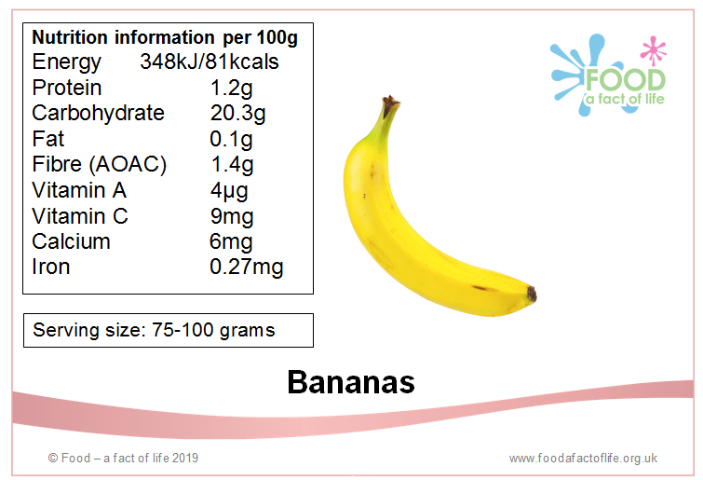 Nutrition information per 100g
Energy 348kJ/81kcals
Protein 1.2g
Carbohydrate 20.3g
Fat 0.1g
Fibre (AOAC) 1.4g
Vitamin A 4µg
Vitamin C 9mg
Calcium 6mg
Iron 0.27mg
FOOD
a fact of life
Serving size: 75-100 grams
Bananas
© Food – a fact of life 2019
www.foodafactoflife.org.uk